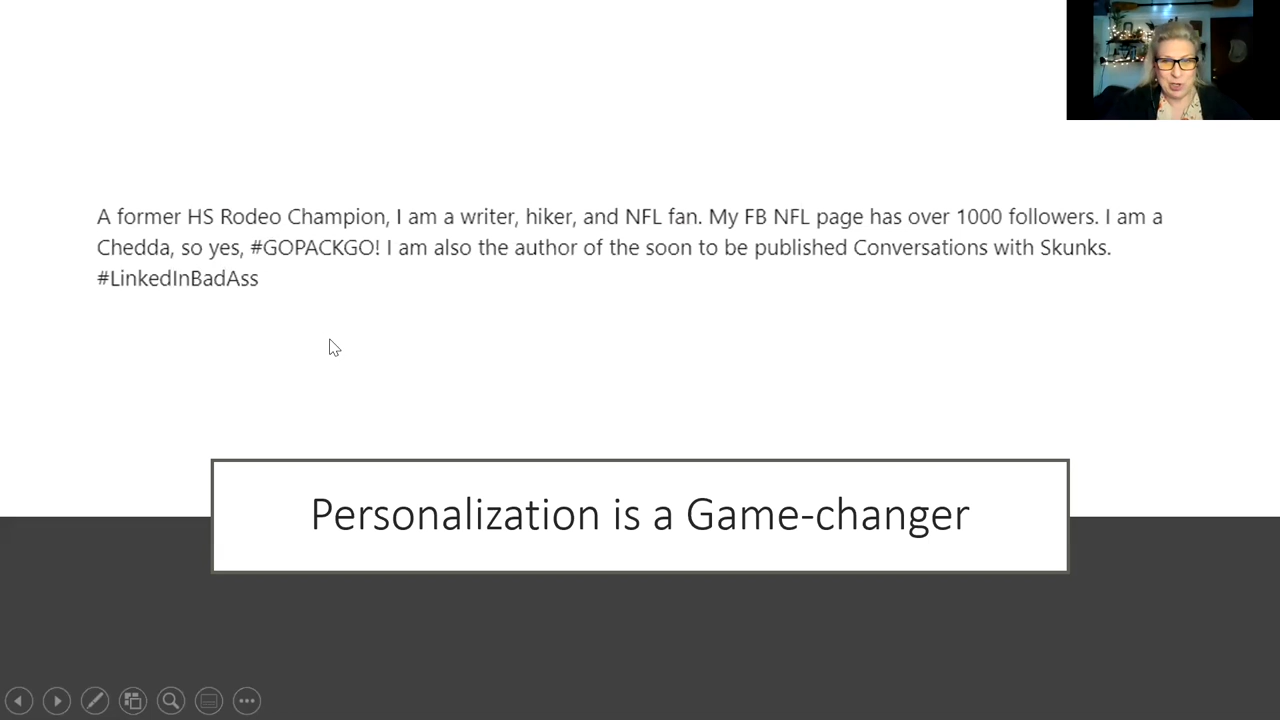 A former HS Rodeo Champion, I am a writer, hiker, and NFL fan. My FB NFL page has over 1000 followers. I am a
Chedda, so yes, #GOPACKGO! I am also the author of the soon to be published Conversations with Skunks.
#LinkedInBadAss
Personalization is a Game-changer